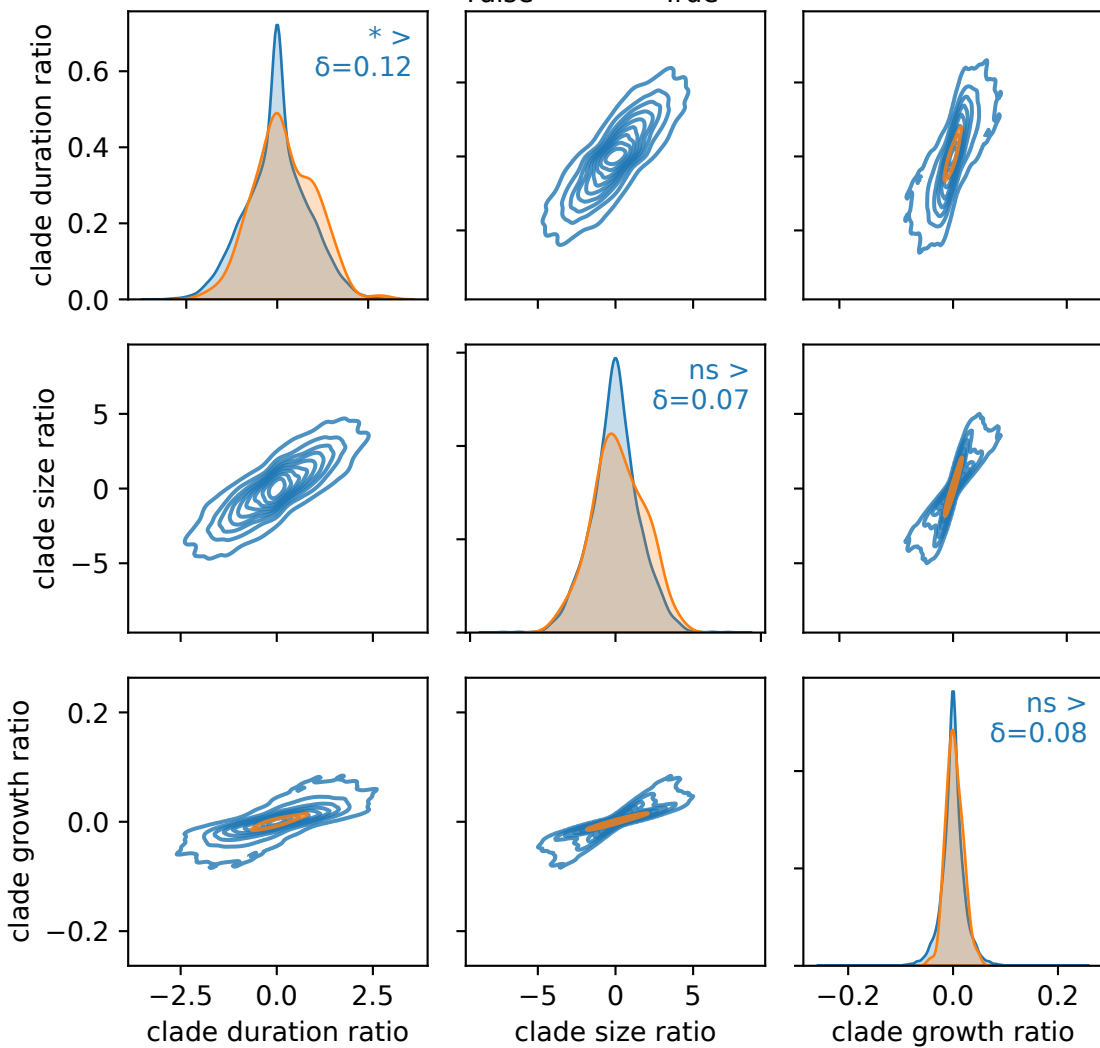 clade duration ratio
0.6
0.4
0.2
0.0
* >
δ=0.12
clade size ratio
5
0
−5
ns >
δ=0.07
clade growth ratio
0.2
0.0
−0.2
ns >
δ=0.08
−2.5 0.0 2.5
clade duration ratio
−5 0 5
clade size ratio
−0.2 0.0 0.2
clade growth ratio